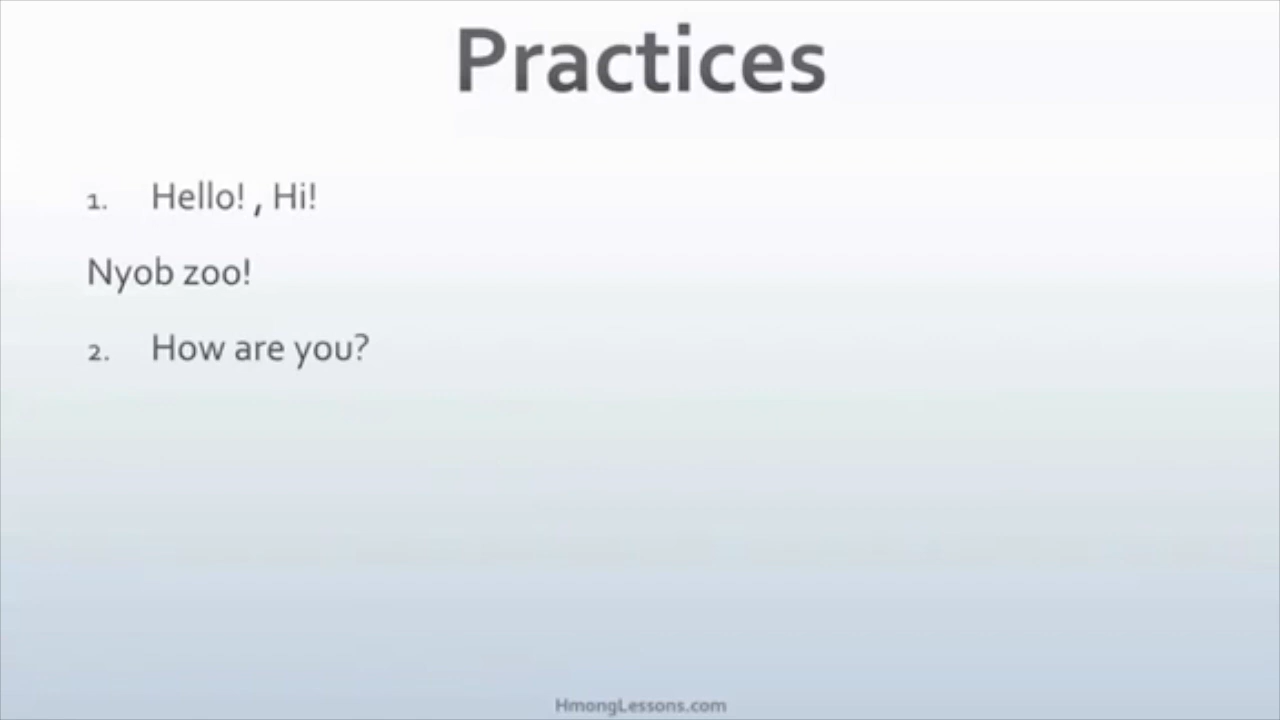 Practices
1. Hello! , Hi!
Nyob zoo!
2. How are you?
HmongLessons.com